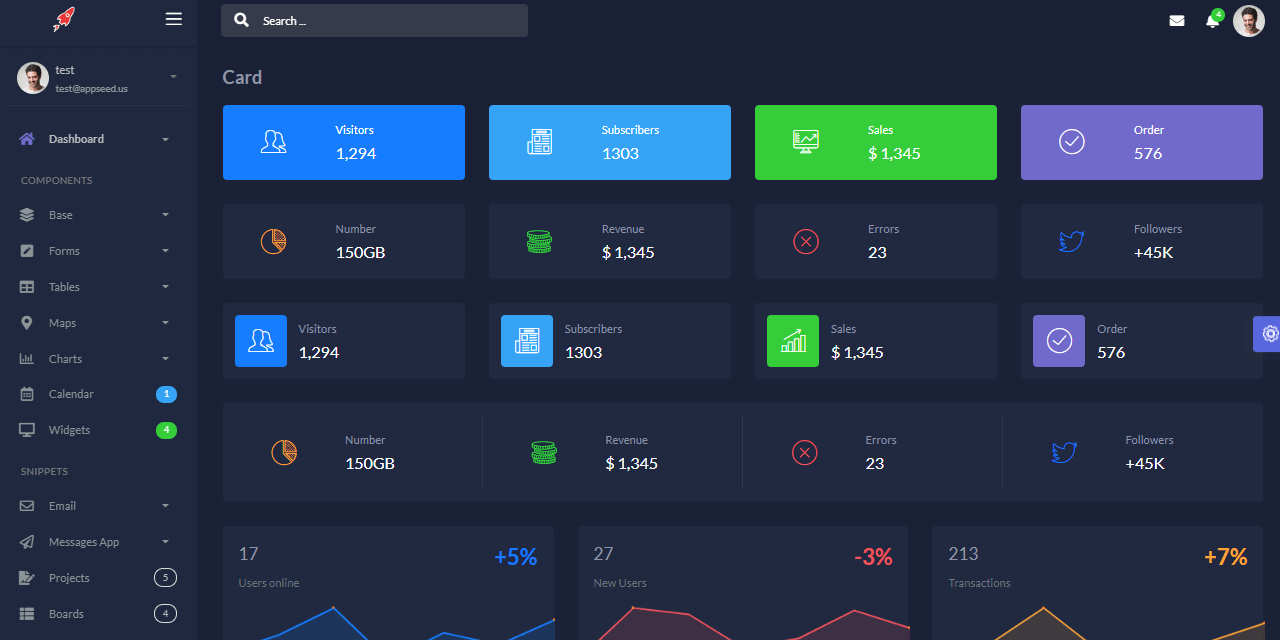 Search ...
4
test
test@appseed.us
Dashboard
COMPONENTS
Base
Forms
Tables
Maps
Charts
Calendar
1
Widgets
4
SNIPPETS
Email
Messages App
Projects
5
Boards
4
Card
Visitors
1,294
Subscribers
1303
Sales
$ 1,345
Order
576
Number
150GB
Revenue
$ 1,345
Errors
23
Followers
+45K
Visitors
1,294
Subscribers
1303
Sales
$ 1,345
Order
576
Number
150GB
Revenue
$ 1,345
Errors
23
Followers
+45K
17
+5%
Users online
27
-3%
New Users
213
+7%
Transactions